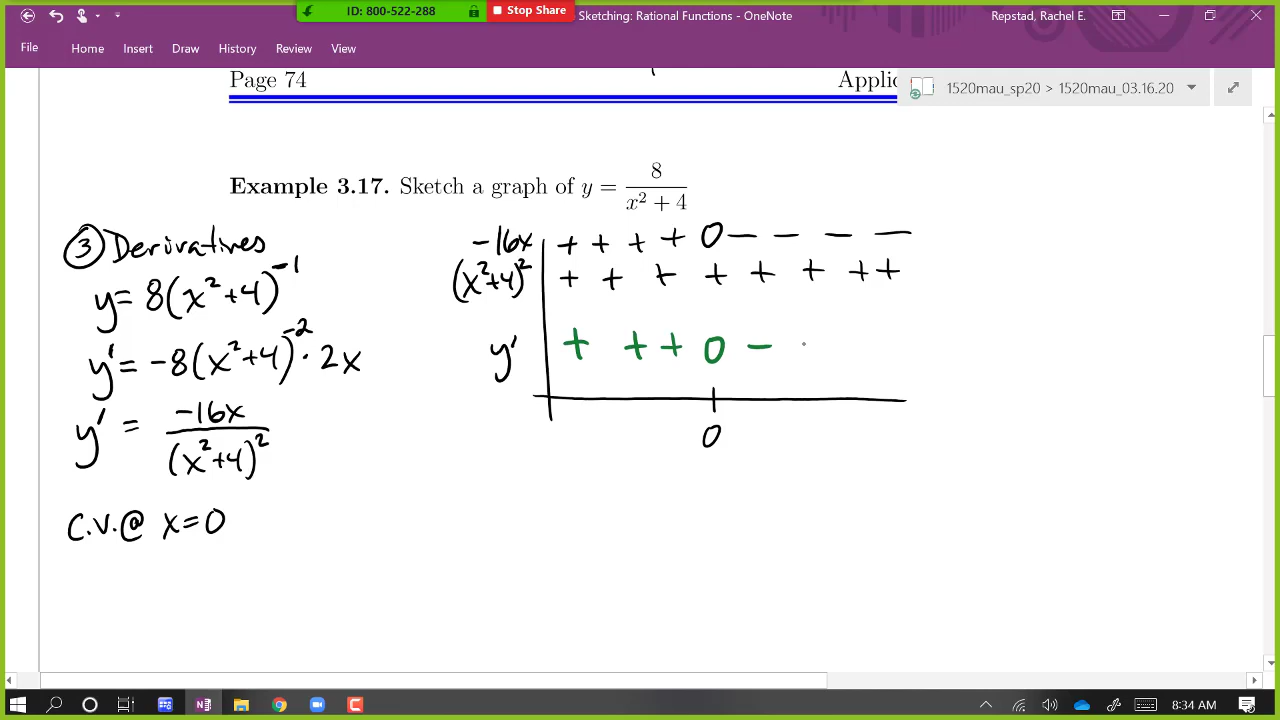 ID: 800-522-288 Stop Share Sketching: Rational Functions - OneNote Repstad, Rachel E.
File Home Insert Draw History Review View
Page 74 Applic
1520mau_sp20 > 1520mau_03.16.20
Example 3.17. Sketch a graph of y = 8 / (x² + 4)
③ Derivatives
y = 8(x²+4)⁻¹
y' = -8(x²+4)⁻² · 2x
y' = -16x / (x²+4)²
C.V. @ x=0
-16x + + + + 0 − − − −
(x²+4)² + + + + + + + +
y' + + + 0 −
0
8:34 AM